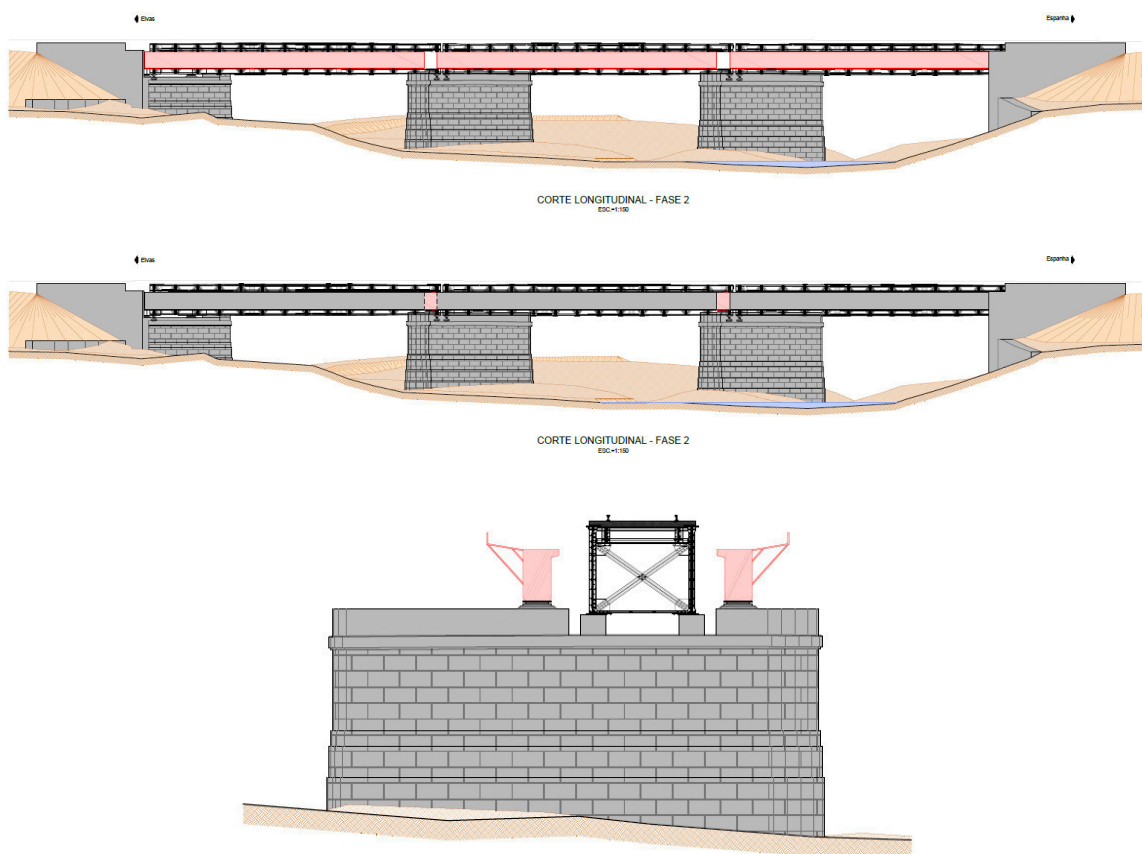 Elvas
Espanha
CORTE LONGITUDINAL - FASE 2
ESC.=1:150
Elvas
Espanha
CORTE LONGITUDINAL - FASE 2
ESC.=1:150